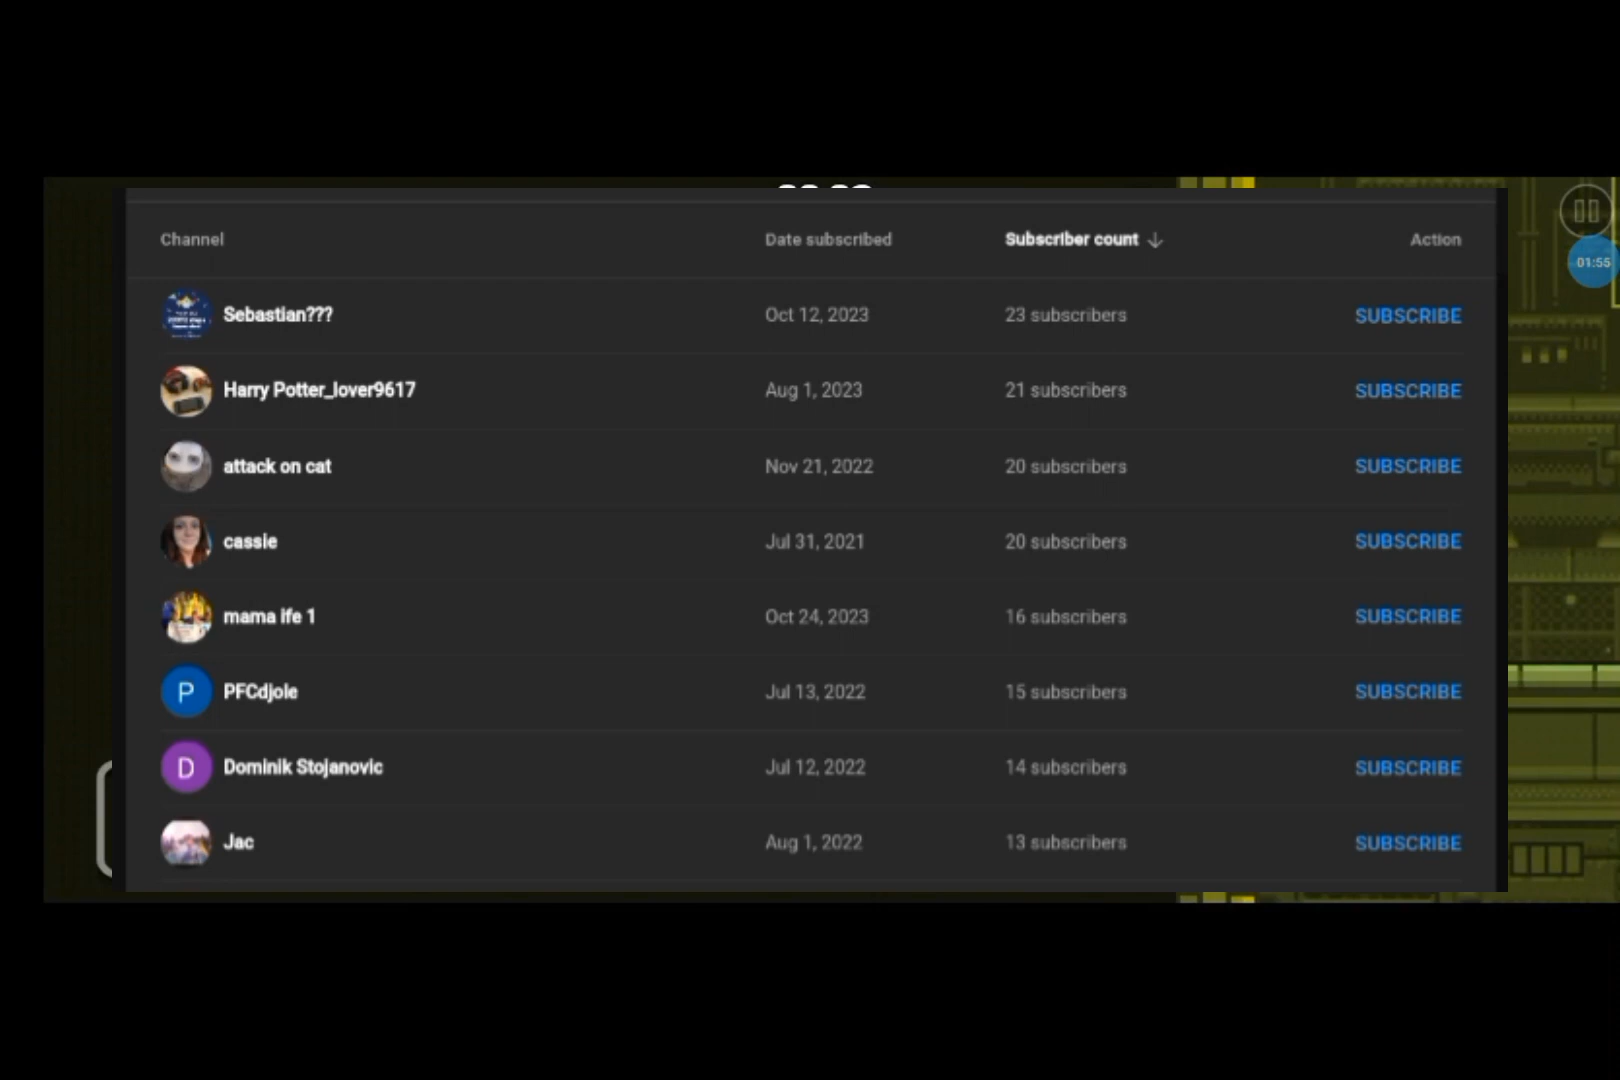 Channel Date subscribed Subscriber count Action
Sebastian??? Oct 12, 2023 23 subscribers SUBSCRIBE
Harry Potter_lover9617 Aug 1, 2023 21 subscribers SUBSCRIBE
attack on cat Nov 21, 2022 20 subscribers SUBSCRIBE
cassie Jul 31, 2021 20 subscribers SUBSCRIBE
mama ife 1 Oct 24, 2023 16 subscribers SUBSCRIBE
P PFCdjole Jul 13, 2022 15 subscribers SUBSCRIBE
D Dominik Stojanovic Jul 12, 2022 14 subscribers SUBSCRIBE
Jac Aug 1, 2022 13 subscribers SUBSCRIBE
01:55